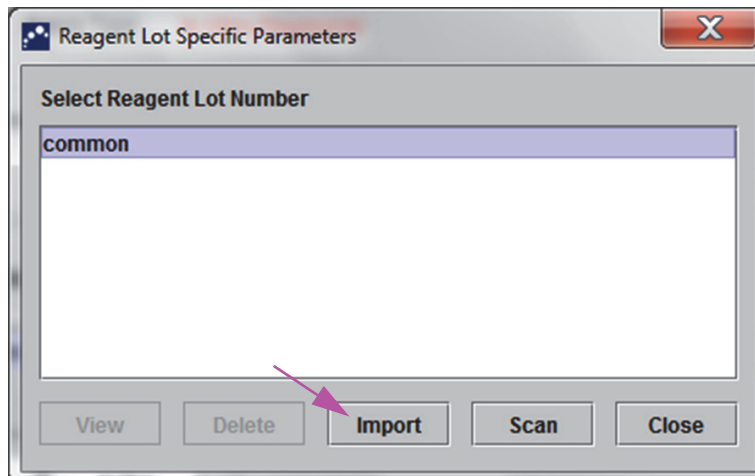 Reagent Lot Specific Parameters
Select Reagent Lot Number
common
View Delete Import Scan Close